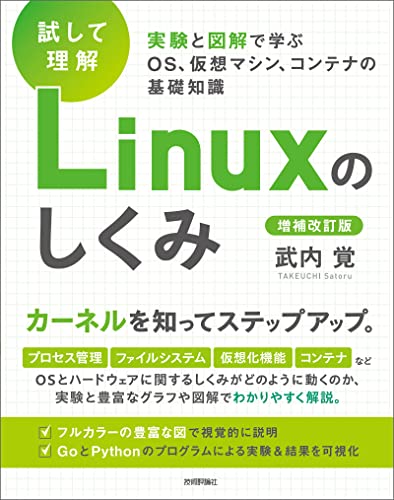 試して
理解
実験と図解で学ぶ
OS、仮想マシン、コンテナの
基礎知識
Linuxの
しくみ
増補改訂版
武内 覚
TAKEUCHI Satoru
カーネルを知ってステップアップ。
プロセス管理 ファイルシステム 仮想化機能 コンテナ など
OSとハードウェアに関するしくみがどのように動くのか、
実験と豊富なグラフや図解でわかりやすく解説。
フルカラーの豊富な図で視覚的に説明
GoとPythonのプログラムによる実験&結果を可視化
技術評論社